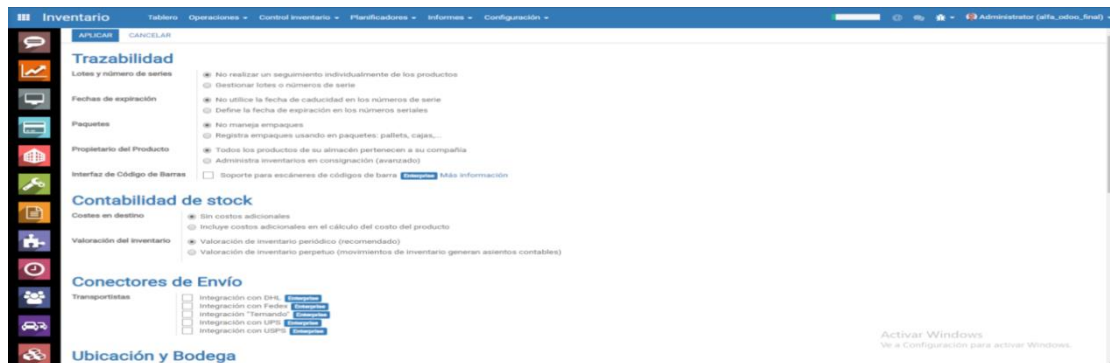 Inventario Tablero Operaciones Control Inventario Planificadores Informes Configuración Administrator (alfa_odoo_final)
APLICAR CANCELAR
Trazabilidad
Lotes y número de series No realizar un seguimiento individualmente de los productos
Gestionar lotes o números de serie
Fechas de expiración No utilice la fecha de caducidad en los números de serie
Define la fecha de expiración en los números seriales
Paquetes No maneja empaques
Registra empaques usando en paquetes: pallets, cajas,...
Propietario del Producto Todos los productos de su almacén pertenecen a su compañía
Administra inventarios en consignación (avanzado)
Interfaz de Código de Barras Soporte para escáneres de códigos de barra Enterprise Más información
Contabilidad de stock
Costes en destino Sin costos adicionales
Incluye costos adicionales en el cálculo del costo del producto
Valoración del inventario Valoración de inventario periódico (recomendado)
Valoración de inventario perpetuo (movimientos de inventario generan asientos contables)
Conectores de Envío
Transportistas Integración con DHL Enterprise
Integración con Fedex Enterprise
Integración "Temando" Enterprise
Integración con UPS Enterprise
Integración con USPS Enterprise
Ubicación y Bodega
Activar Windows
Ve a Configuración para activar Windows.